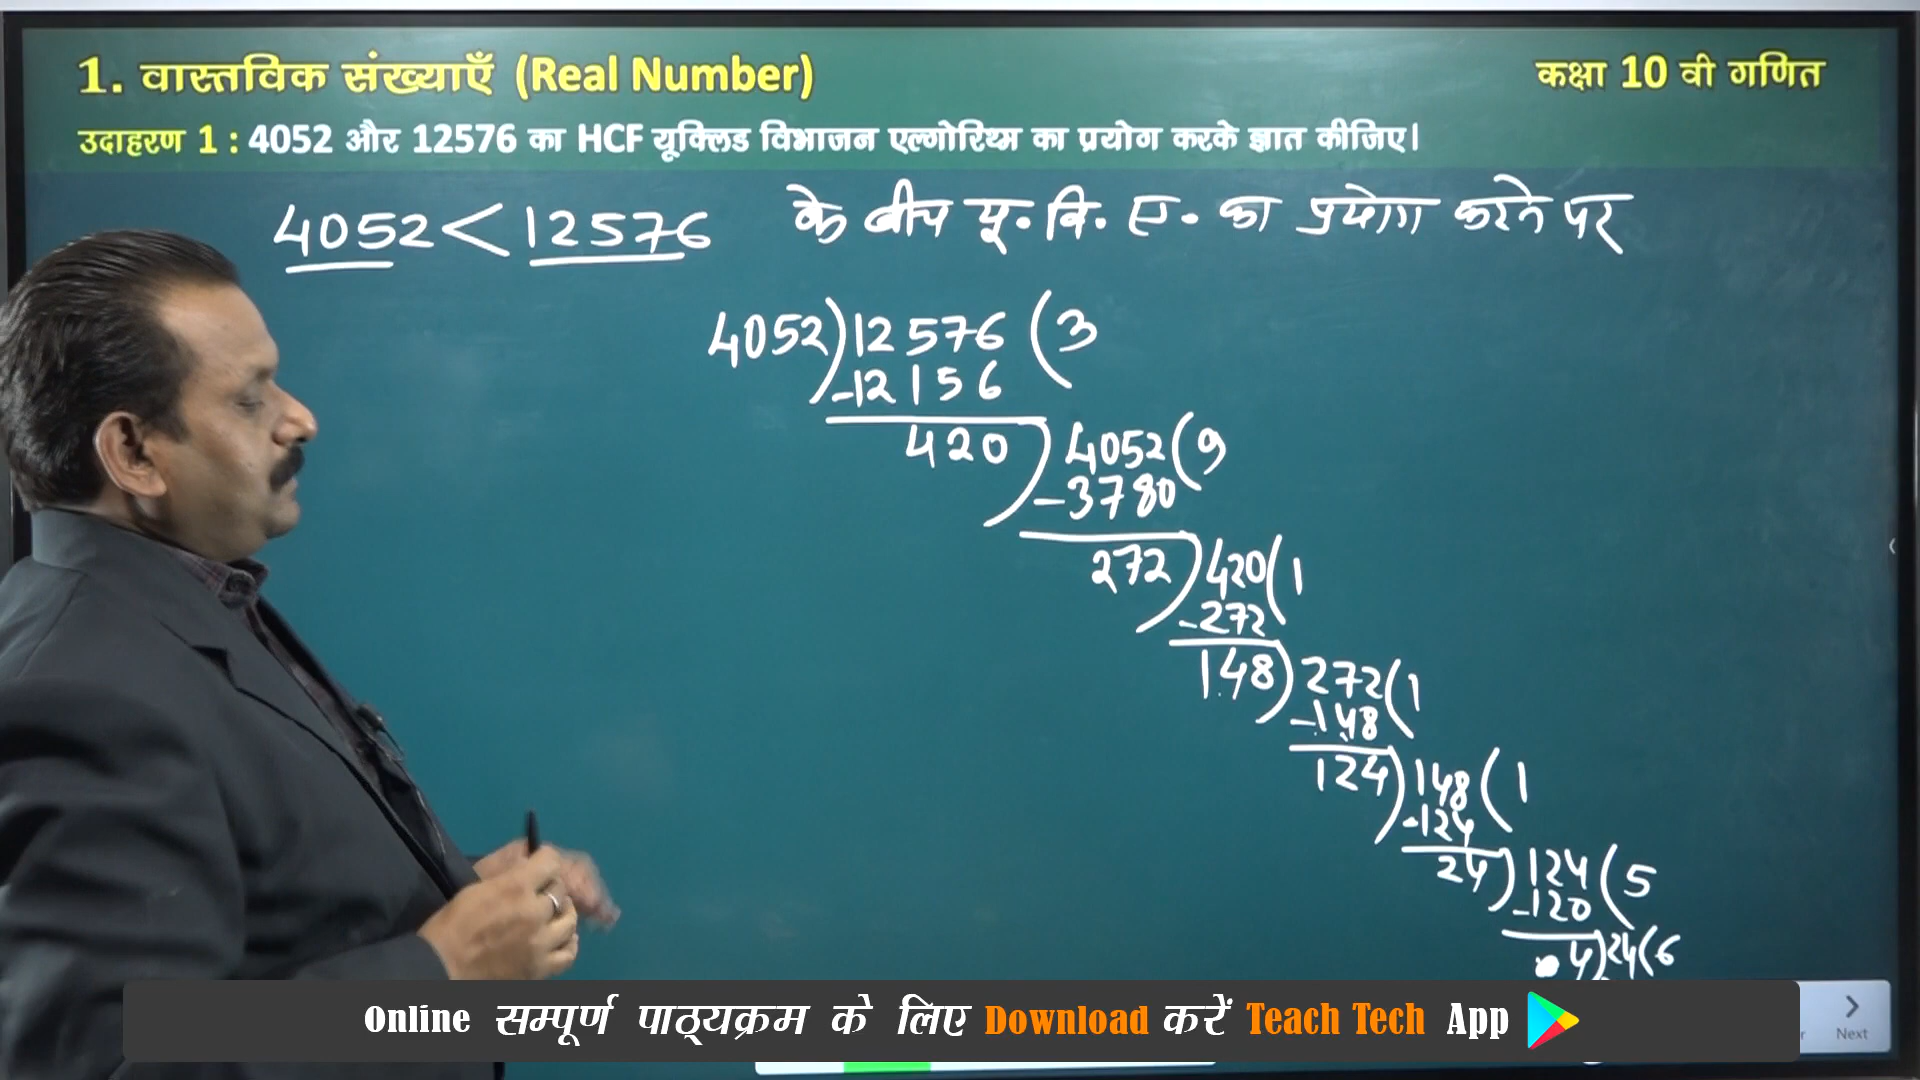 1. वास्तविक संख्याएँ (Real Number)
कक्षा 10 वी गणित
उदाहरण 1 : 4052 और 12576 का HCF यूक्लिड विभाजन एल्गोरिथ्म का प्रयोग करके ज्ञात कीजिए।
4052 < 12576 के बीच यू. वि. ए. का प्रयोग करने पर
4052)12576(3
-12156
420)4052(9
-3780
272)420(1
-272
148)272(1
-148
124)148(1
-124
24)124(5
-120
4)24(6
Online सम्पूर्ण पाठ्यक्रम के लिए Download करें Teach Tech App
Next